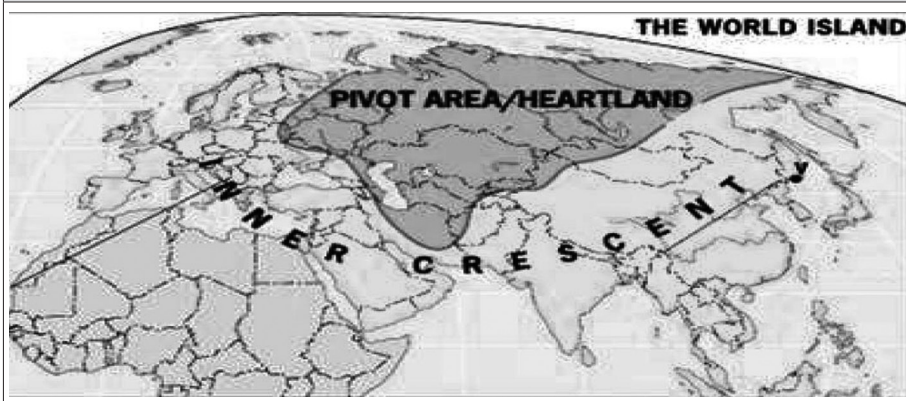 THE WORLD ISLAND
PIVOT AREA/HEARTLAND
INNER CRESCENT